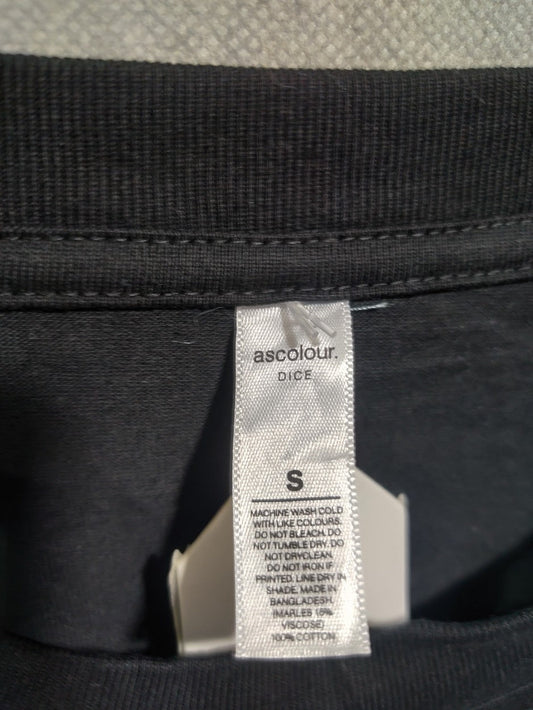 ascolour.
DICE
S
MACHINE WASH COLD
WITH LIKE COLOURS.
DO NOT BLEACH. DO
NOT TUMBLE DRY. DO
NOT DRYCLEAN.
DO NOT IRON IF
PRINTED. LINE DRY IN
SHADE. MADE IN
BANGLADESH.
(MARLES 15%
VISCOSE)
100% COTTON